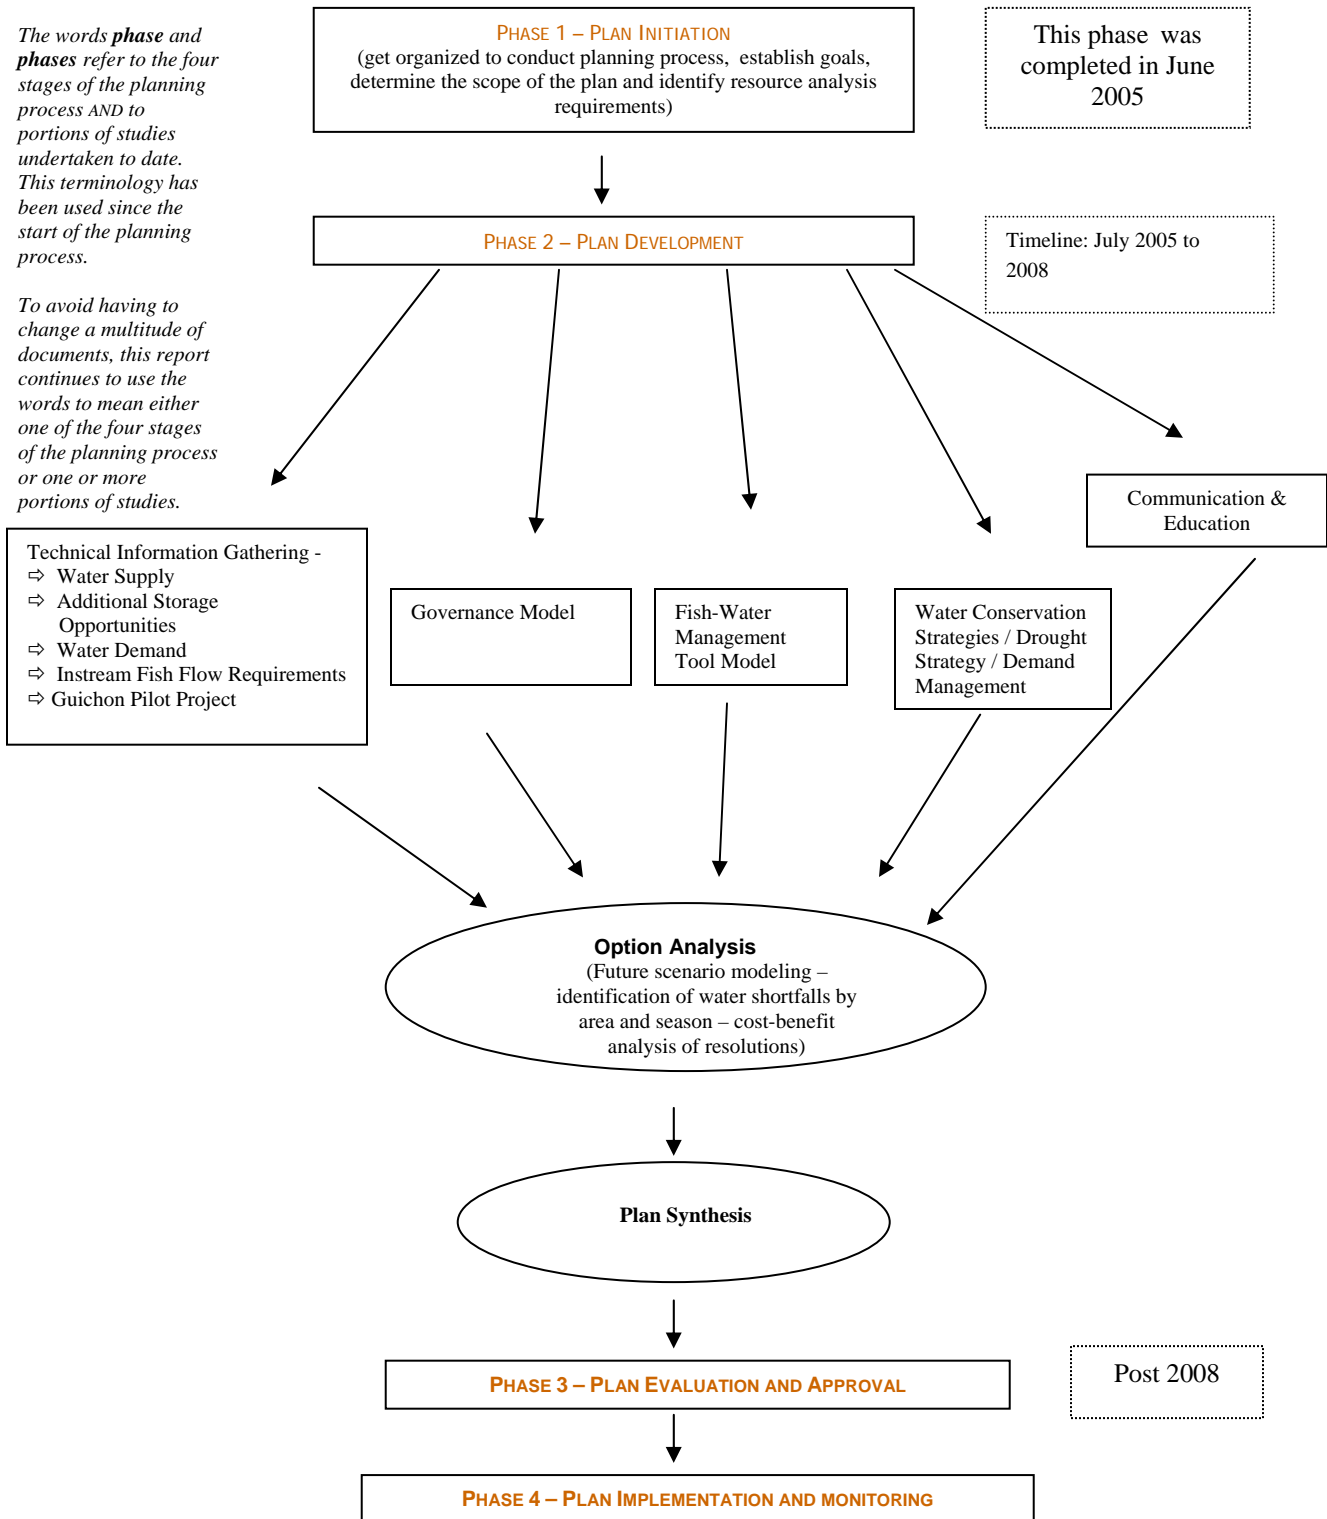 The words phase and
phases refer to the four
stages of the planning
process AND to
portions of studies
undertaken to date.
This terminology has
been used since the
start of the planning
process.
To avoid having to
change a multitude of
documents, this report
continues to use the
words to mean either
one of the four stages
of the planning process
or one or more
portions of studies.
PHASE 1 – PLAN INITIATION
(get organized to conduct planning process, establish goals,
determine the scope of the plan and identify resource analysis
requirements)
This phase was
completed in June
2005
PHASE 2 – PLAN DEVELOPMENT
Timeline: July 2005 to
2008
Technical Information Gathering -
⇨ Water Supply
⇨ Additional Storage
Opportunities
⇨ Water Demand
⇨ Instream Fish Flow Requirements
⇨ Guichon Pilot Project
Governance Model
Fish-Water
Management
Tool Model
Water Conservation
Strategies / Drought
Strategy / Demand
Management
Communication &
Education
Option Analysis
(Future scenario modeling –
identification of water shortfalls by
area and season – cost-benefit
analysis of resolutions)
Plan Synthesis
PHASE 3 – PLAN EVALUATION AND APPROVAL
Post 2008
PHASE 4 – PLAN IMPLEMENTATION AND MONITORING